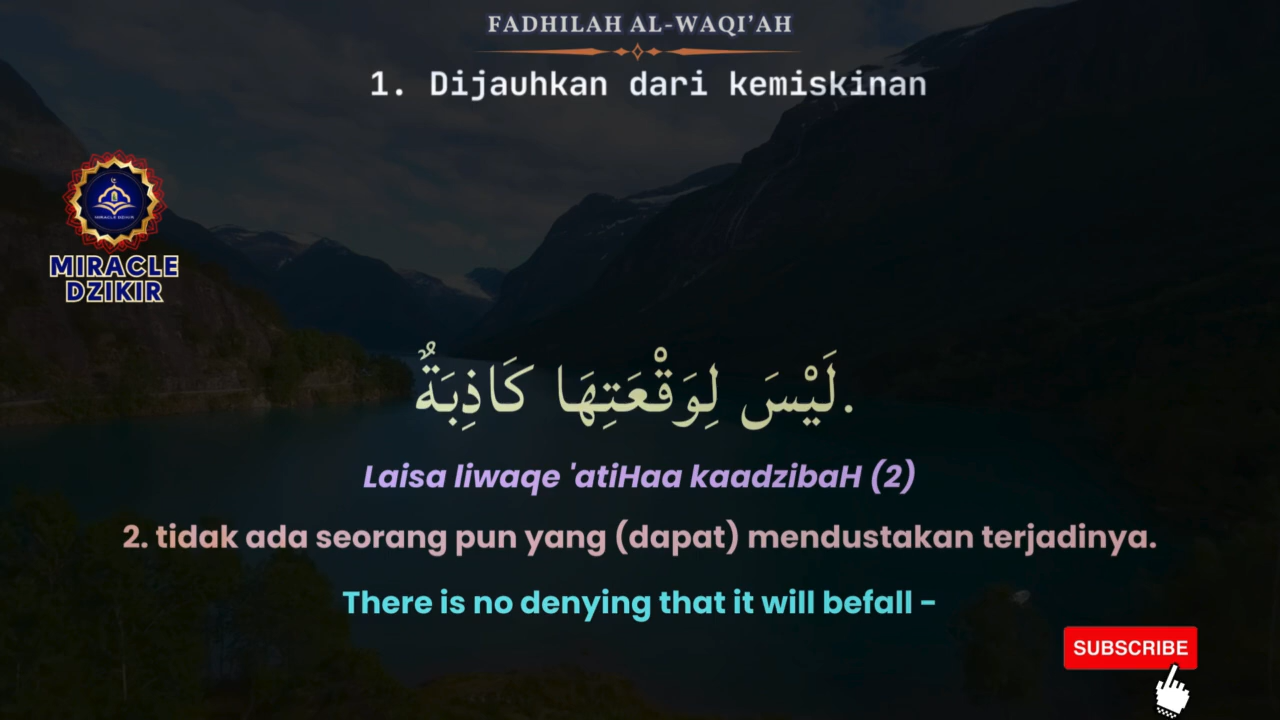 FADHILAH AL-WAQI'AH
1. Dijauhkan dari kemiskinan
MIRACLE
DZIKIR
لَيْسَ لِوَقْعَتِهَا كَاذِبَةٌ.
Laisa liwaqe 'atiHaa kaadzibaH (2)
2. tidak ada seorang pun yang (dapat) mendustakan terjadinya.
There is no denying that it will befall -
SUBSCRIBE